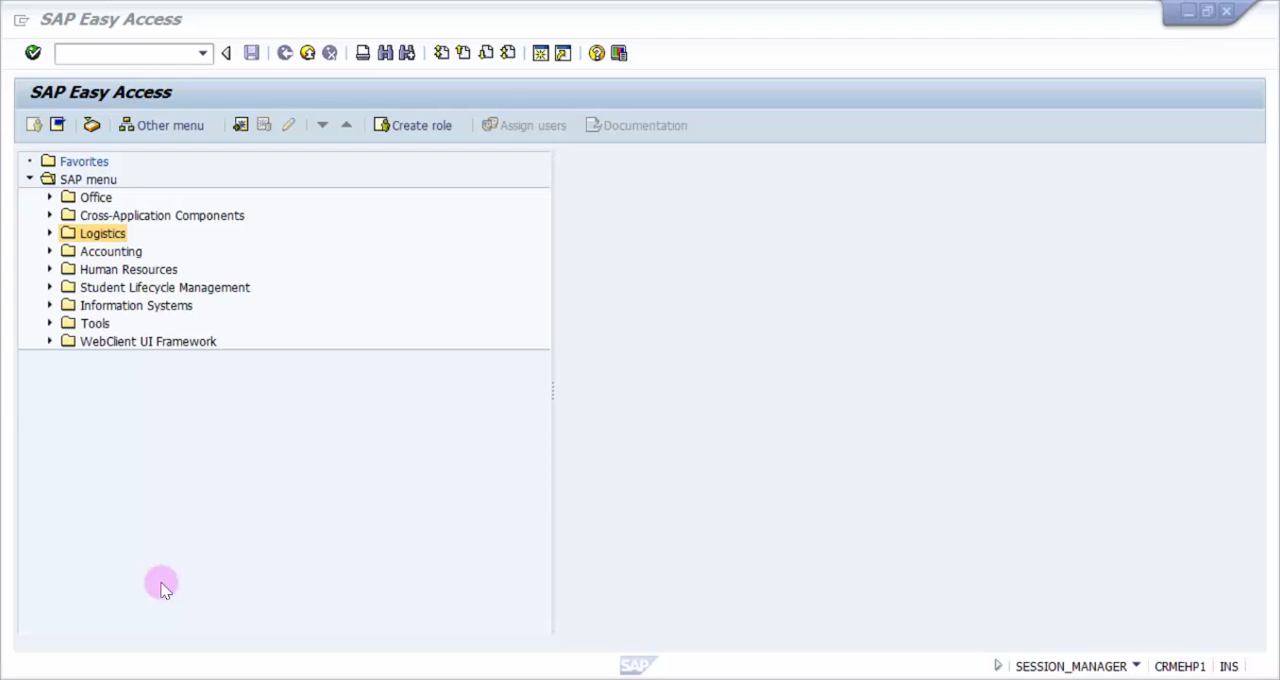 SAP Easy Access
SAP Easy Access
Other menu Create role Assign users Documentation
Favorites
SAP menu
Office
Cross-Application Components
Logistics
Accounting
Human Resources
Student Lifecycle Management
Information Systems
Tools
WebClient UI Framework
SAP SESSION_MANAGER CRMEHP1 INS